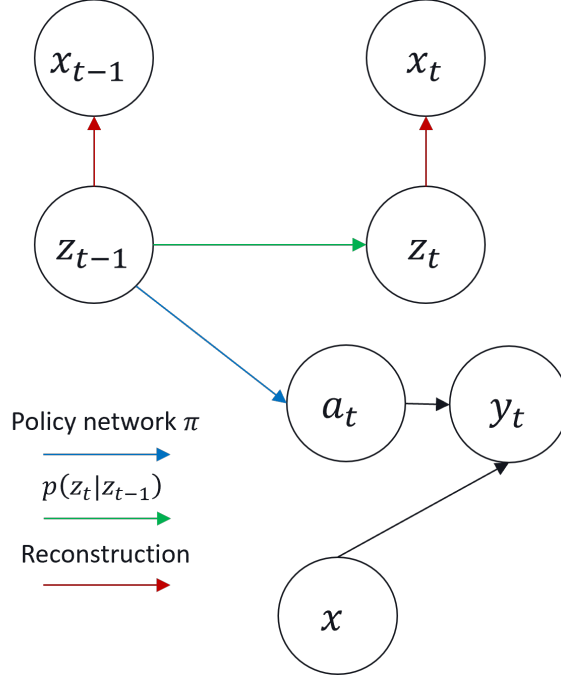 x_{t−1} x_t
z_{t−1} z_t
a_t y_t
Policy network π
p(z_t|z_{t−1})
Reconstruction
x